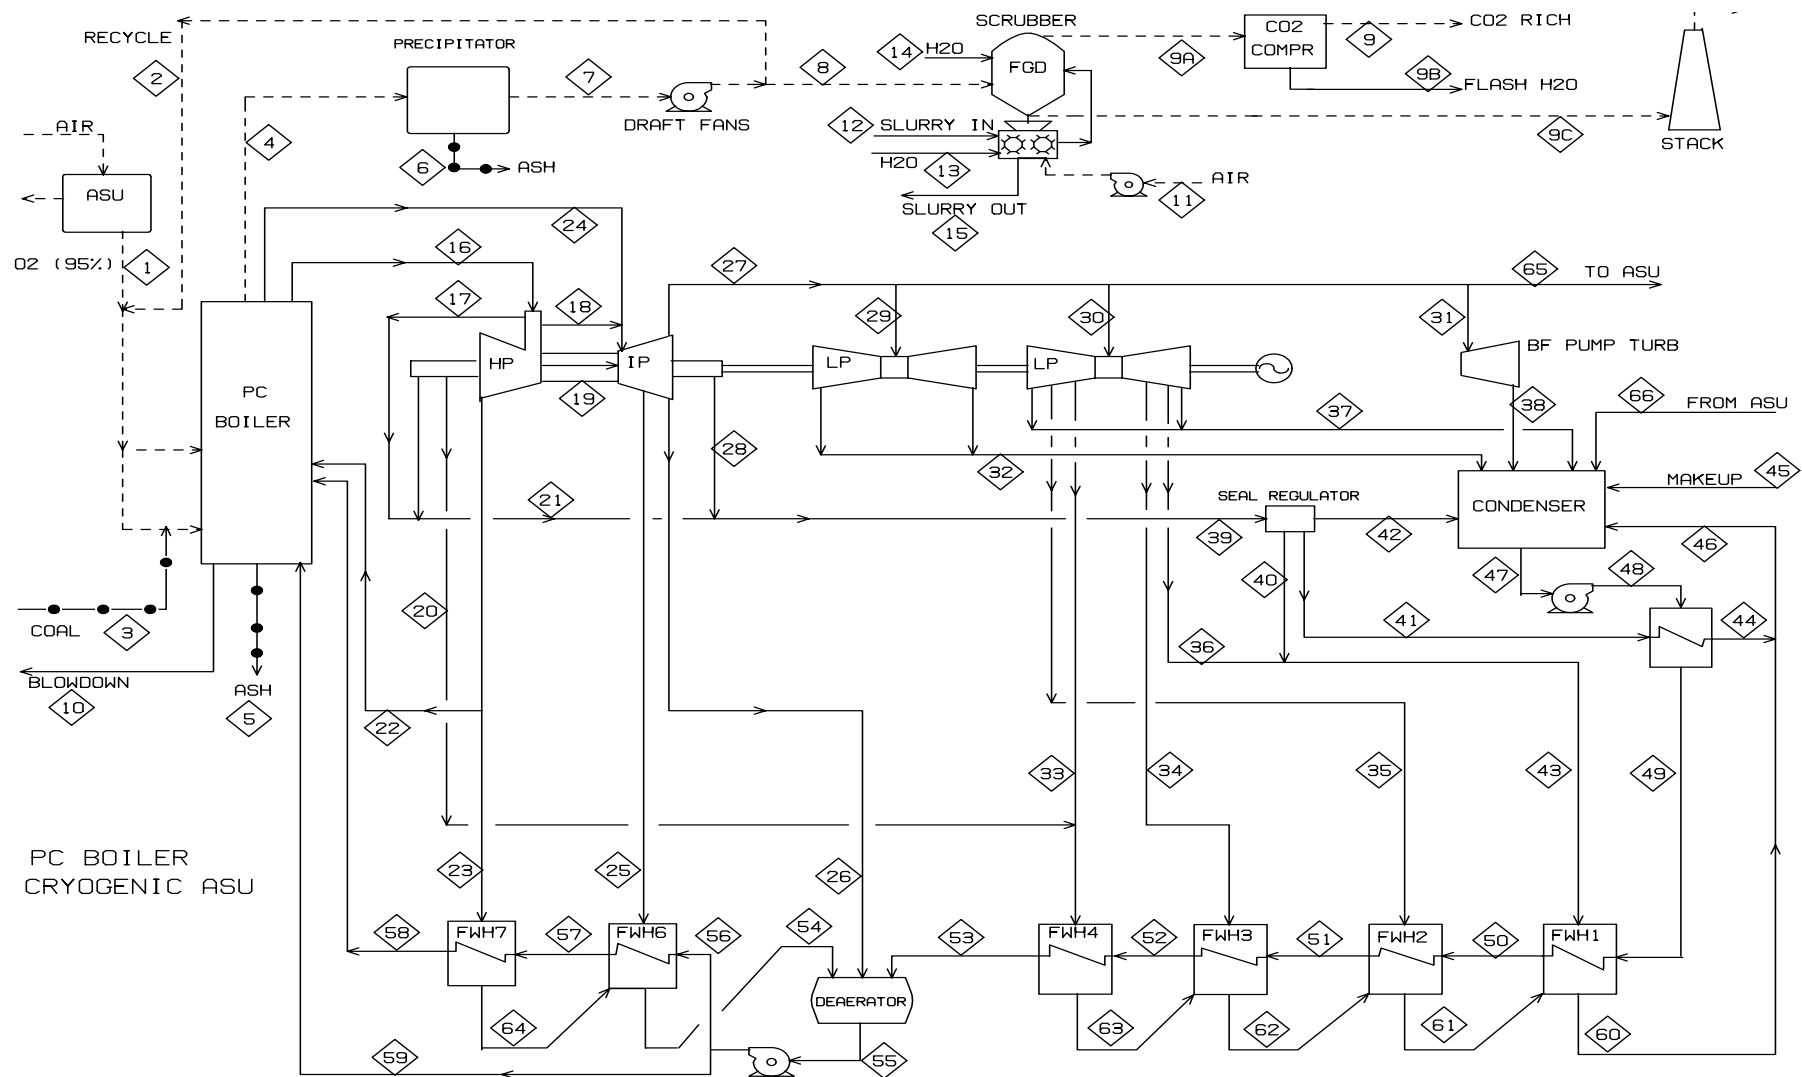 SCRUBBER
CO2 RICH
RECYCLE
PRECIPITATOR
14
H2O
CO2
COMPR
9
2
7
8
FGD
9A
9B
FLASH H2O
AIR
DRAFT FANS
12
SLURRY IN
9C
4
STACK
6
ASH
H2O
13
AIR
ASU
11
SLURRY OUT
24
15
O2 (95%)
1
16
27
65
TO ASU
17
18
29
30
31
HP
IP
LP
LP
BF PUMP TURB
PC
BOILER
19
37
38
66
FROM ASU
28
32
45
MAKEUP
21
SEAL REGULATOR
CONDENSER
39
42
46
40
47
48
20
41
44
COAL
3
36
BLOWDOWN
10
ASH
5
22
33
34
35
43
49
PC BOILER
CRYOGENIC ASU
23
25
26
58
FWH7
57
FWH6
56
54
53
FWH4
52
FWH3
51
FWH2
50
FWH1
DEAERATOR
64
63
62
61
60
59
55